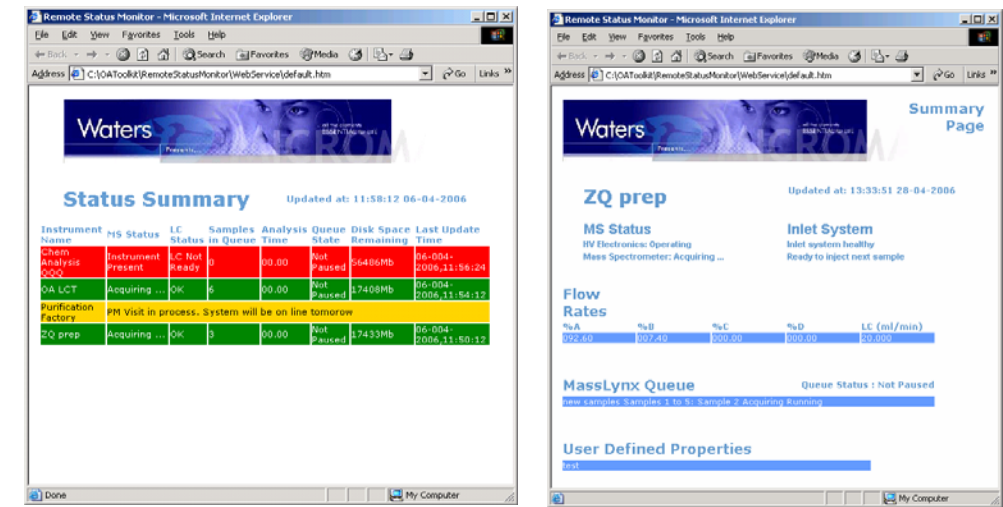 Remote Status Monitor - Microsoft Internet Explorer
File Edit View Favorites Tools Help
Back Search Favorites Media
Address C:\OAToolkit\RemoteStatusMonitor\WebService\default.htm Go Links »
Waters
Presents...
MICROMA
Status Summary Updated at: 11:58:12 06-04-2006
Instrument Name MS Status LC Status Samples in Queue Analysis Time Queue State Disk Space Remaining Last Update Time
Chem Analysis QQQ Instrument Present LC Not Ready 0 00.00 Not Paused 56486Mb 06-004-2006,11:56:24
OA LCT Acquiring ... OK 6 00.00 Not Paused 17408Mb 06-004-2006,11:54:12
Purification Factory PM Visit in process. System will be on line tomorow
ZQ prep Acquiring ... OK 3 00.00 Not Paused 17433Mb 06-004-2006,11:50:12
Done My Computer
Remote Status Monitor - Microsoft Internet Explorer
File Edit View Favorites Tools Help
Back Search Favorites Media
Address C:\OAToolkit\RemoteStatusMonitor\WebService\default.htm Go Links »
Waters
Presents...
MICROMA
Summary
Page
ZQ prep Updated at: 13:33:51 28-04-2006
MS Status Inlet System
HV Electronics: Operating Inlet system healthy
Mass Spectrometer: Acquiring ... Ready to inject next sample
Flow
Rates
%A %B %C %D LC (ml/min)
092.60 007.40 000.00 000.00 20.000
MassLynx Queue Queue Status : Not Paused
new samples Samples 1 to 5: Sample 2 Acquiring Running
User Defined Properties
test
My Computer